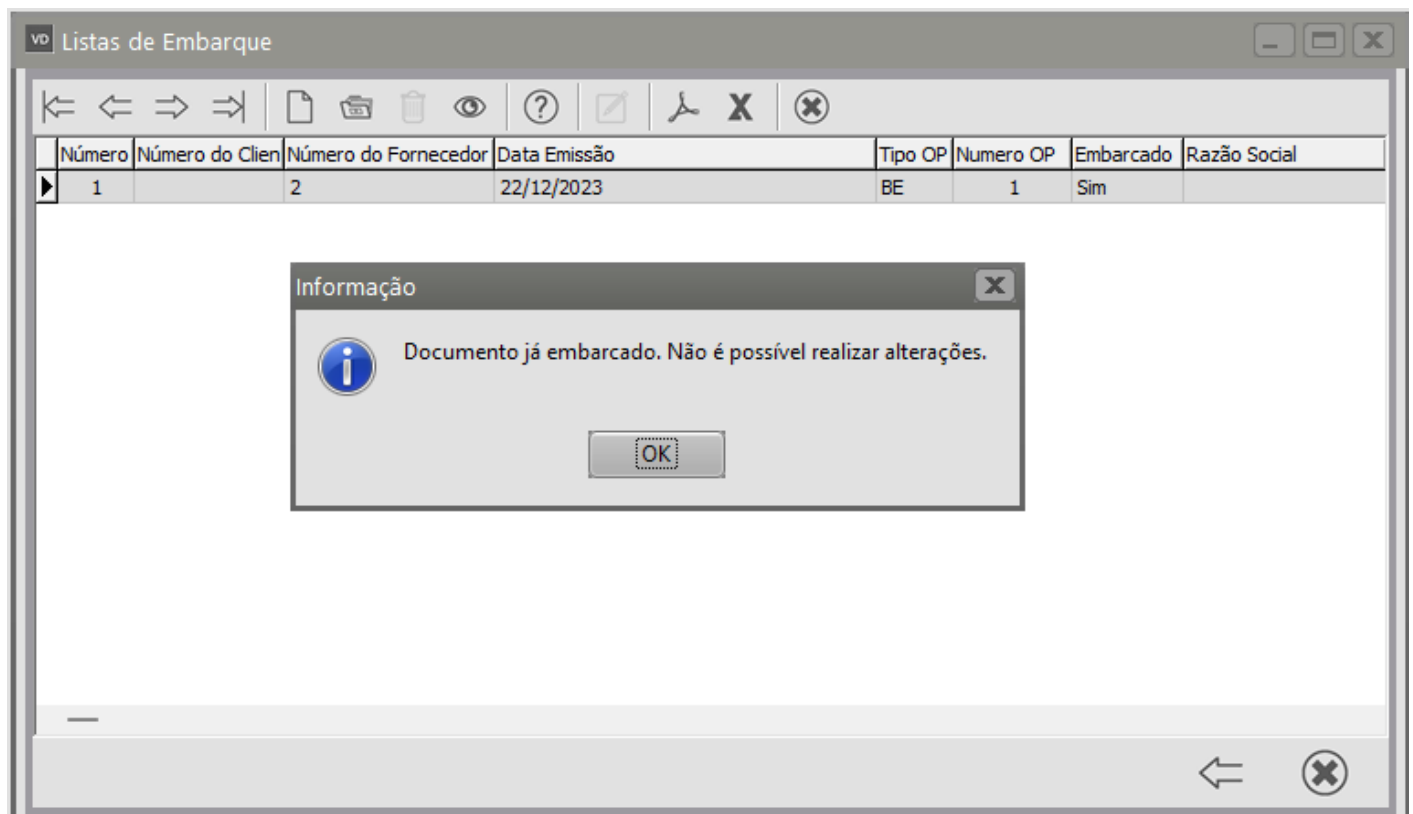 VD Listas de Embarque
Número Número do Clien Número do Fornecedor Data Emissão Tipo OP Numero OP Embarcado Razão Social
1 2 22/12/2023 BE 1 Sim
Informação
Documento já embarcado. Não é possível realizar alterações.
OK